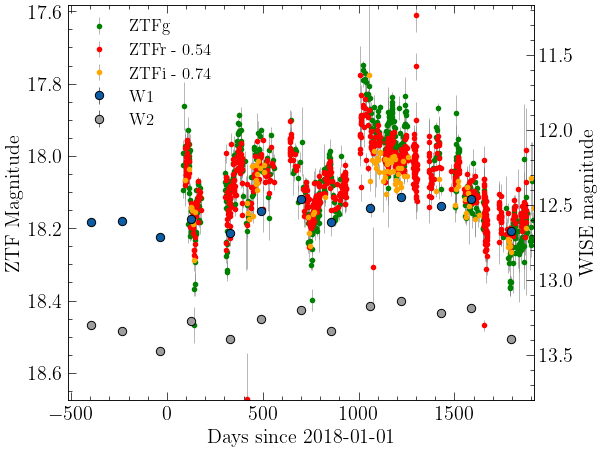 17.6
17.8
18.0
18.2
18.4
18.6
ZTF Magnitude
ZTFg
ZTFr - 0.54
ZTFi - 0.74
W1
W2
11.5
12.0
12.5
13.0
13.5
WISE magnitude
−500
0
500
1000
1500
Days since 2018-01-01